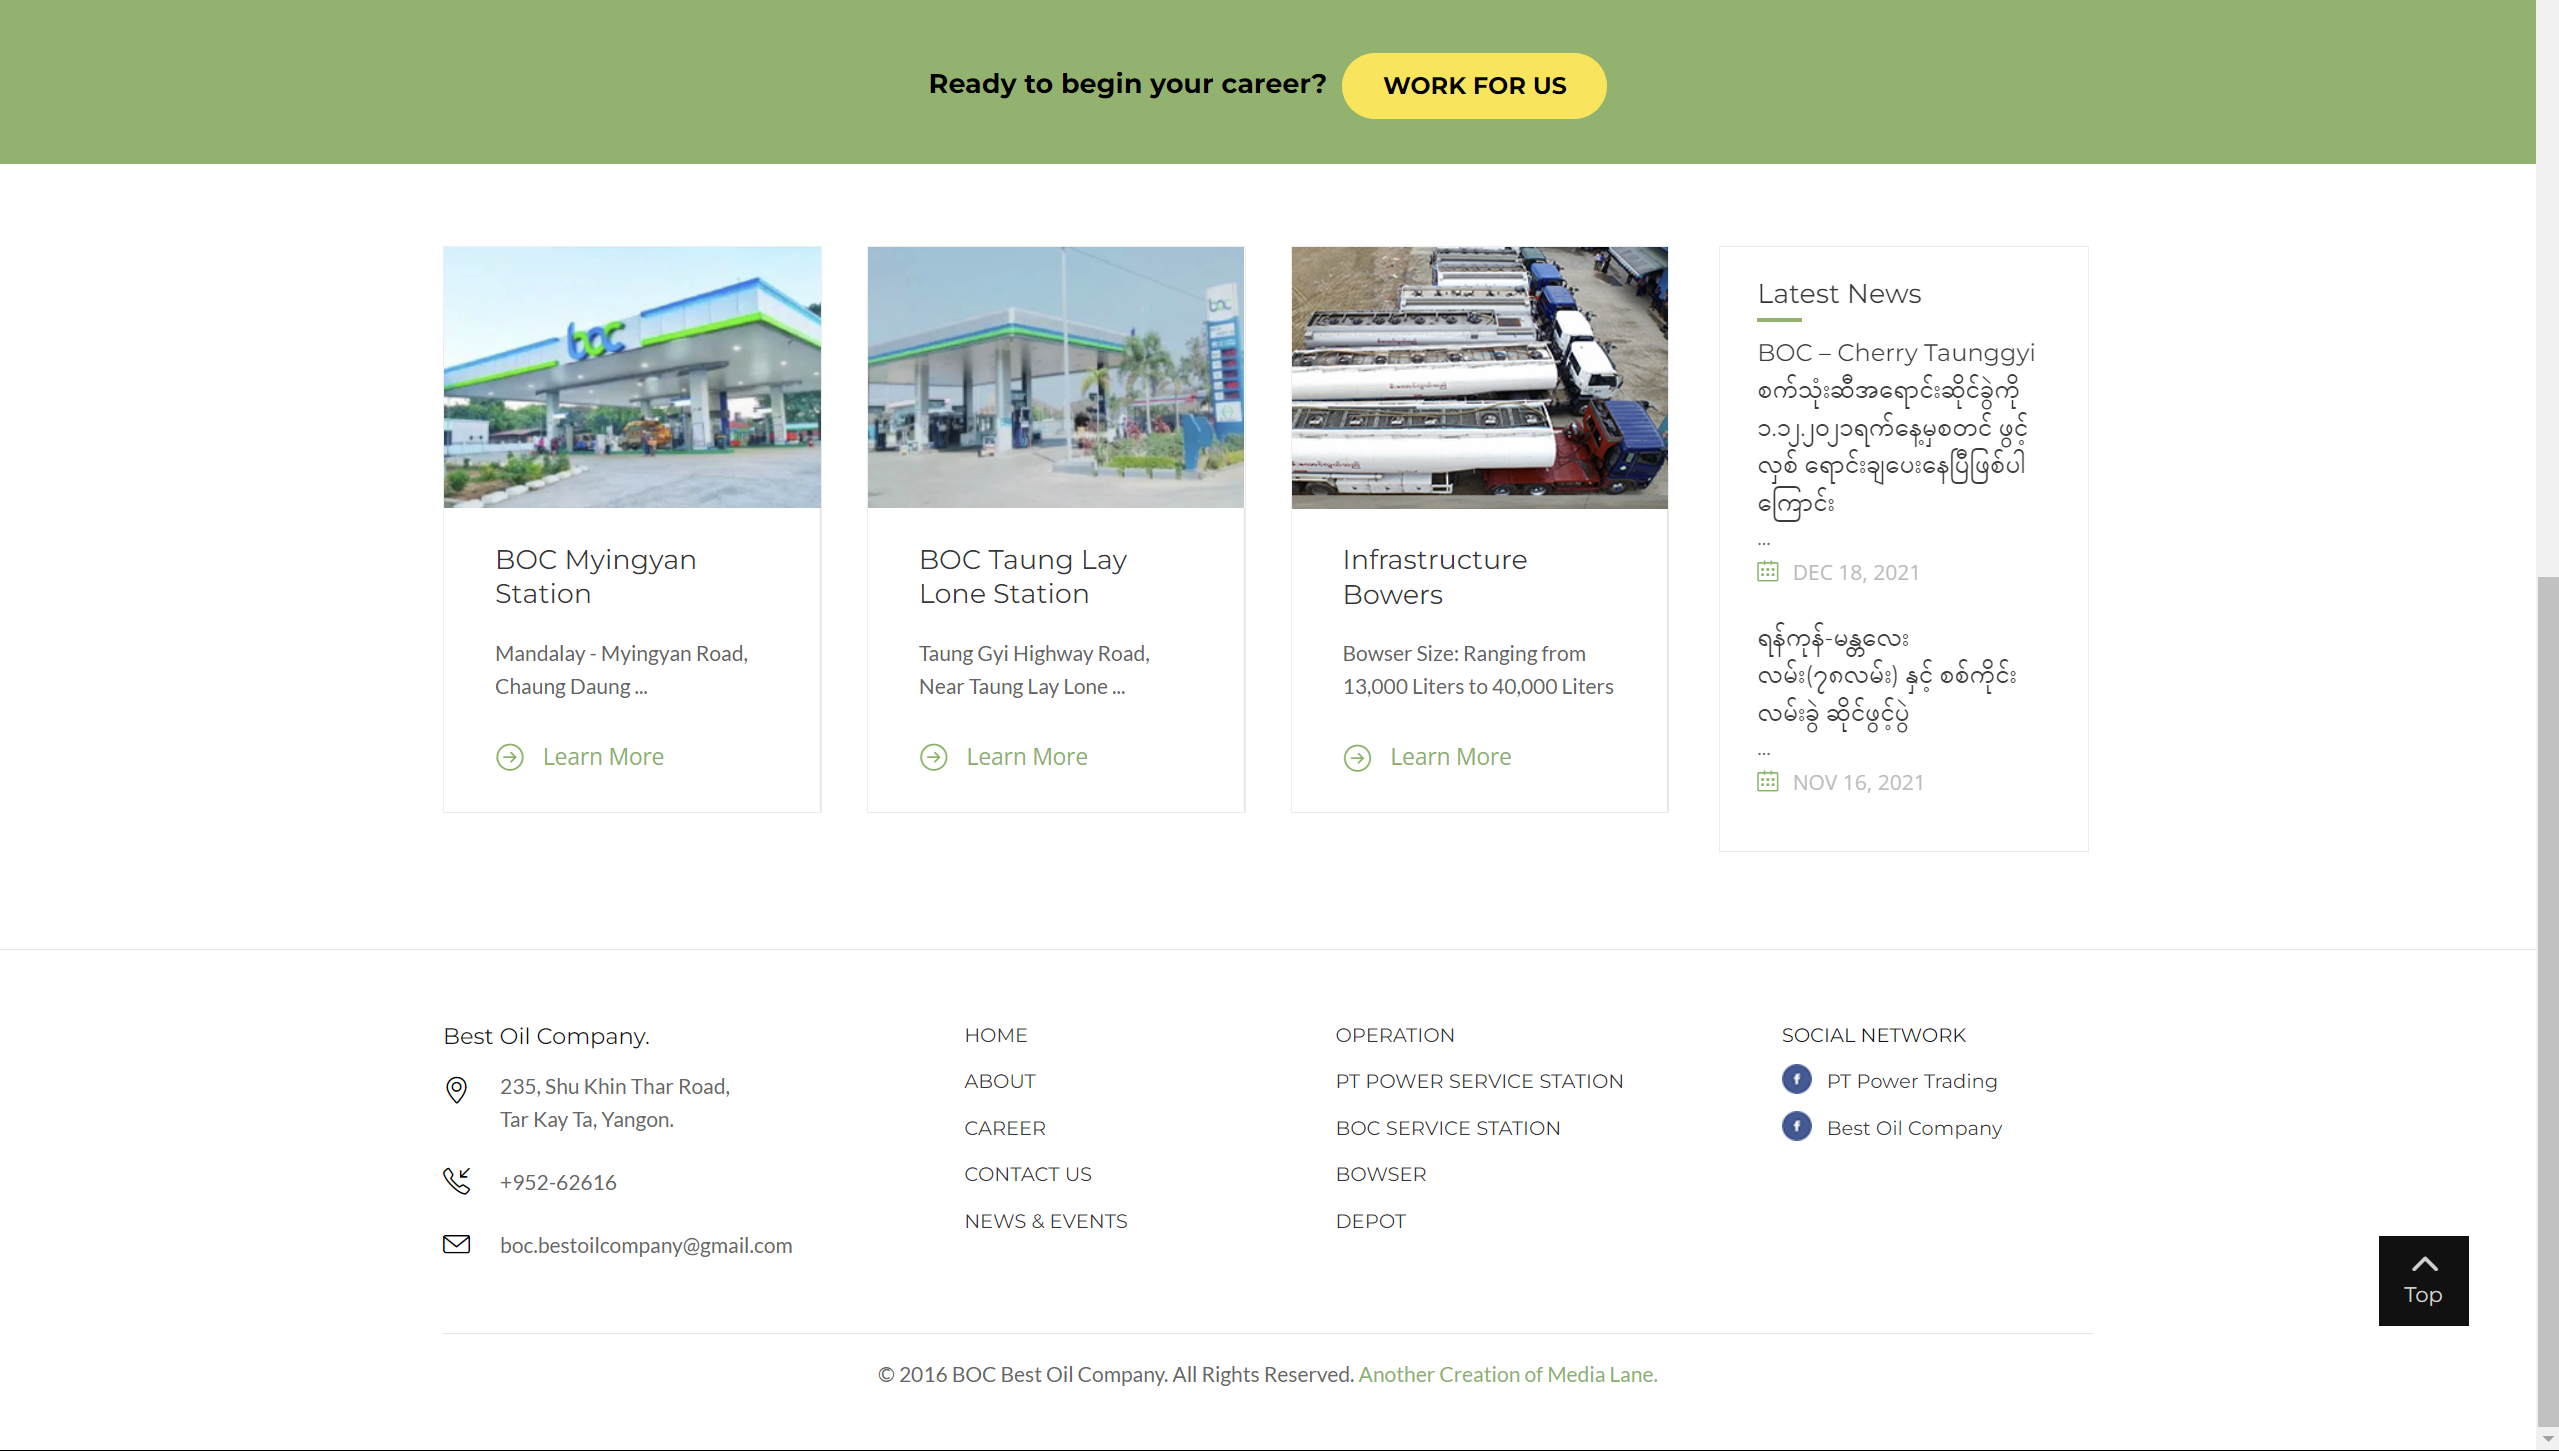 Ready to begin your career?
WORK FOR US
boc
boc
BOC Myingyan
Station
Mandalay - Myingyan Road,
Chaung Daung ...
Learn More
BOC Taung Lay
Lone Station
Taung Gyi Highway Road,
Near Taung Lay Lone ...
Learn More
Infrastructure
Bowers
Bowser Size: Ranging from
13,000 Liters to 40,000 Liters
Learn More
Latest News
BOC – Cherry Taunggyi
စက်သုံးဆီအရောင်းဆိုင်ခွဲကို
၁.၁၂.၂၀၂၁ရက်နေ့မှစတင် ဖွင့်
လှစ် ရောင်းချပေးနေပြီဖြစ်ပါ
ကြောင်း
...
DEC 18, 2021
ရန်ကုန်-မန္တလေး
လမ်း(၇၈လမ်း) နှင့် စစ်ကိုင်း
လမ်းခွဲ ဆိုင်ဖွင့်ပွဲ
...
NOV 16, 2021
Best Oil Company.
235, Shu Khin Thar Road,
Tar Kay Ta, Yangon.
+952-62616
boc.bestoilcompany@gmail.com
HOME
ABOUT
CAREER
CONTACT US
NEWS & EVENTS
OPERATION
PT POWER SERVICE STATION
BOC SERVICE STATION
BOWSER
DEPOT
SOCIAL NETWORK
PT Power Trading
Best Oil Company
Top
© 2016 BOC Best Oil Company. All Rights Reserved. Another Creation of Media Lane.